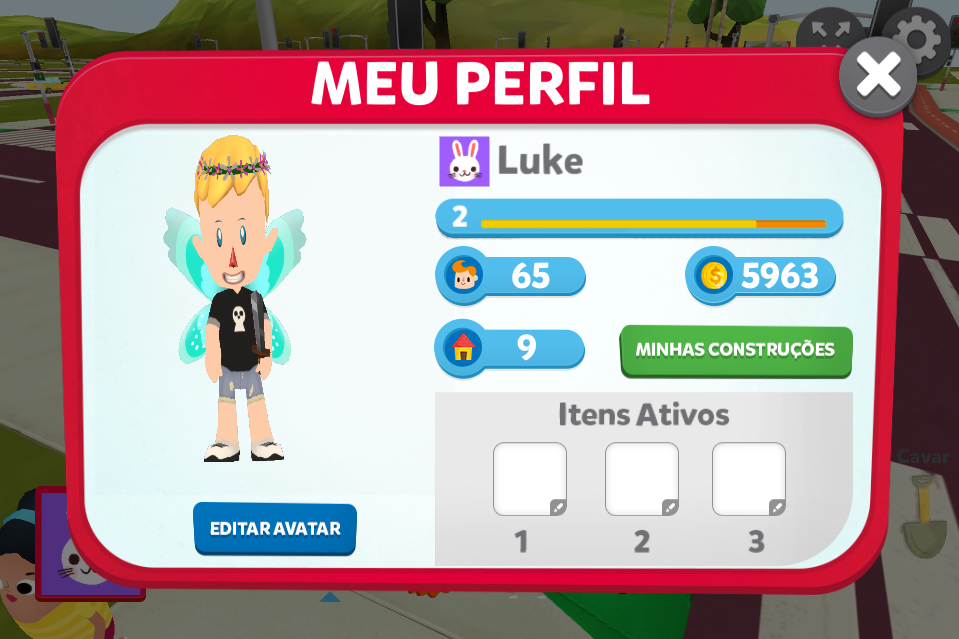 MEU PERFIL
Luke
2
65
5963
9
MINHAS CONSTRUÇÕES
Itens Ativos
1 2 3
EDITAR AVATAR
Cavar